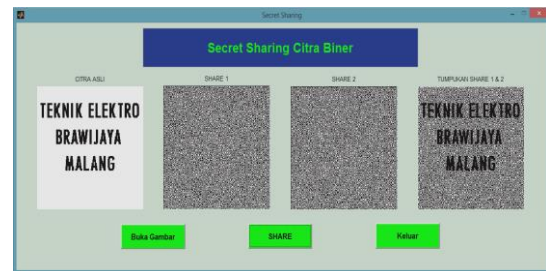 Secret Sharing
Secret Sharing Citra Biner
CITRA ASLI
SHARE 1
SHARE 2
TUMPUKAN SHARE 1 & 2
TEKNIK ELEKTRO
BRAWIJAYA
MALANG
TEKNIK ELEKTRO
BRAWIJAYA
MALANG
Buka Gambar
SHARE
Keluar